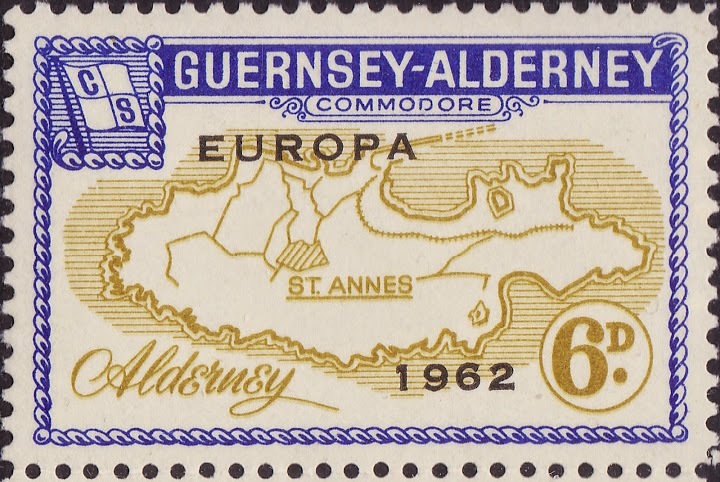 C S
GUERNSEY-ALDERNEY
COMMODORE
EUROPA
ST. ANNES
Alderney
1962
6D.